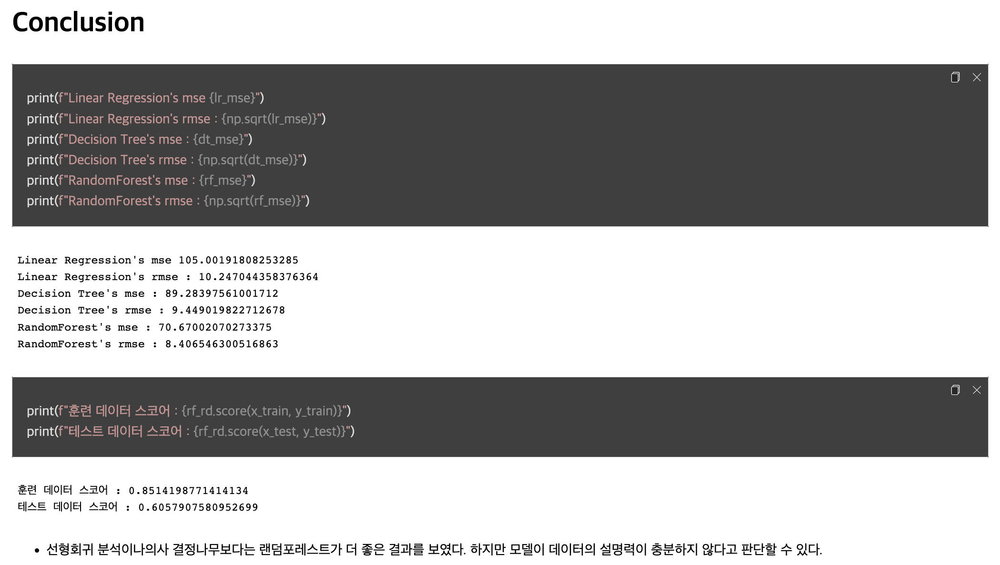 Conclusion
print(f"Linear Regression's mse {lr_mse}")
print(f"Linear Regression's rmse : {np.sqrt(lr_mse)}")
print(f"Decision Tree's mse : {dt_mse}")
print(f"Decision Tree's rmse : {np.sqrt(dt_mse)}")
print(f"RandomForest's mse : {rf_mse}")
print(f"RandomForest's rmse : {np.sqrt(rf_mse)}")
Linear Regression's mse 105.00191808253285
Linear Regression's rmse : 10.247044358376364
Decision Tree's mse : 89.28397561001712
Decision Tree's rmse : 9.449019822712678
RandomForest's mse : 70.67002070273375
RandomForest's rmse : 8.406546300516863
print(f"훈련 데이터 스코어 : {rf_rd.score(x_train, y_train)}")
print(f"테스트 데이터 스코어 : {rf_rd.score(x_test, y_test)}")
훈련 데이터 스코어 : 0.8514198771414134
테스트 데이터 스코어 : 0.6057907580952699
• 선형회귀 분석이나의사 결정나무보다는 랜덤포레스트가 더 좋은 결과를 보였다. 하지만 모델이 데이터의 설명력이 충분하지 않다고 판단할 수 있다.